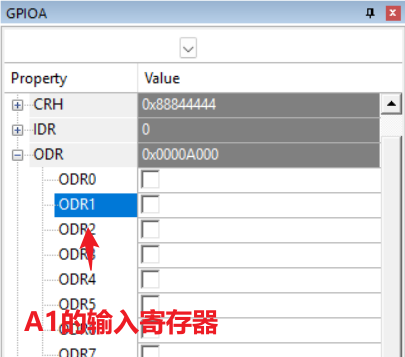 GPIOA
Property Value
CRH 0x88844444
IDR 0
ODR 0x0000A000
ODR0
ODR1
ODR2
ODR3
ODR4
ODR5
A1的输入寄存器
ODR7